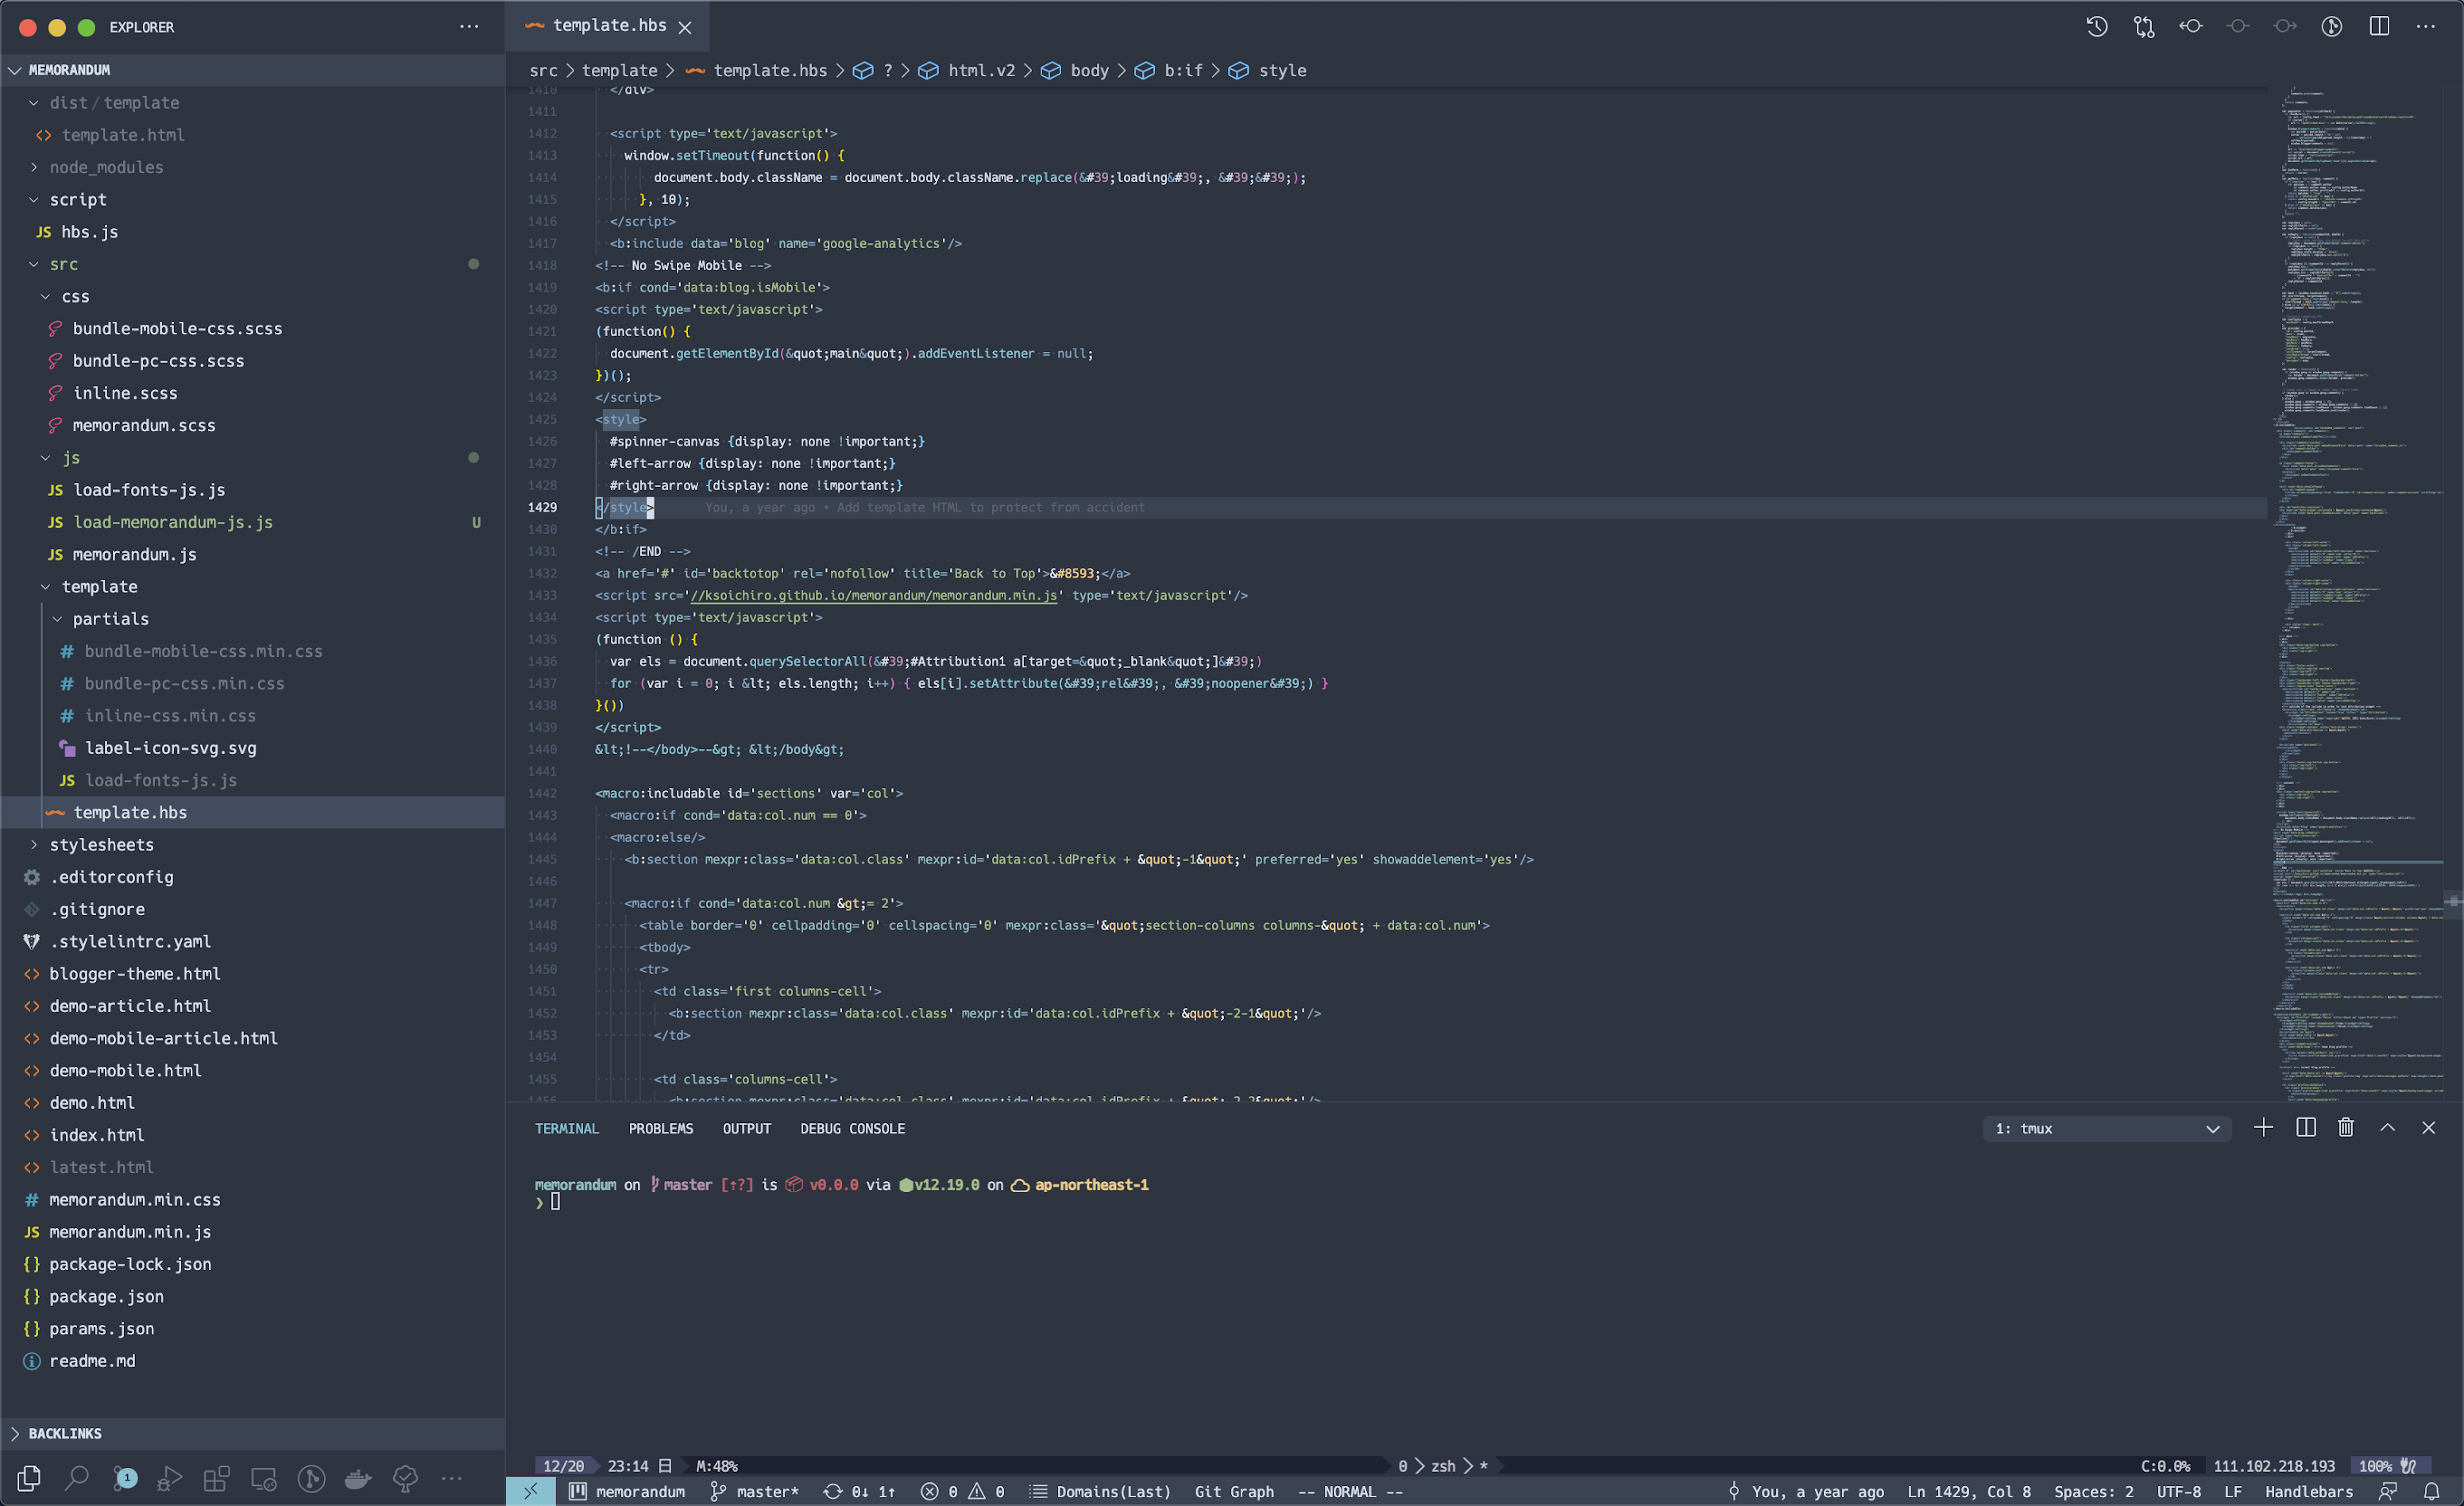 EXPLORER
MEMORANDUM
dist / template
template.html
node_modules
script
JS hbs.js
src
css
bundle-mobile-css.scss
bundle-pc-css.scss
inline.scss
memorandum.scss
js
JS load-fonts-js.js
JS load-memorandum-js.js U
JS memorandum.js
template
partials
# bundle-mobile-css.min.css
# bundle-pc-css.min.css
# inline-css.min.css
label-icon-svg.svg
JS load-fonts-js.js
template.hbs
stylesheets
.editorconfig
.gitignore
.stylelintrc.yaml
<> blogger-theme.html
<> demo-article.html
<> demo-mobile-article.html
<> demo-mobile.html
<> demo.html
<> index.html
<> latest.html
# memorandum.min.css
JS memorandum.min.js
{} package-lock.json
{} package.json
{} params.json
readme.md
BACKLINKS
1
template.hbs
src > template > template.hbs > ? > html.v2 > body > b:if > style
1410 </div>
1411
1412 <script type='text/javascript'>
1413 window.setTimeout(function() {
1414 document.body.className = document.body.className.replace(&#39;loading&#39;, &#39;&#39;);
1415 }, 10);
1416 </script>
1417 <b:include data='blog' name='google-analytics'/>
1418 <!-- No Swipe Mobile -->
1419 <b:if cond='data:blog.isMobile'>
1420 <script type='text/javascript'>
1421 (function() {
1422 document.getElementById(&quot;main&quot;).addEventListener = null;
1423 })();
1424 </script>
1425 <style>
1426 #spinner-canvas {display: none !important;}
1427 #left-arrow {display: none !important;}
1428 #right-arrow {display: none !important;}
1429 </style> You, a year ago • Add template HTML to protect from accident
1430 </b:if>
1431 <!-- /END -->
1432 <a href='#' id='backtotop' rel='nofollow' title='Back to Top'>&#8593;</a>
1433 <script src='//ksoichiro.github.io/memorandum/memorandum.min.js' type='text/javascript'/>
1434 <script type='text/javascript'>
1435 (function () {
1436 var els = document.querySelectorAll(&#39;#Attribution1 a[target=&quot;_blank&quot;]&#39;)
1437 for (var i = 0; i &lt; els.length; i++) { els[i].setAttribute(&#39;rel&#39;, &#39;noopener&#39;) }
1438 }())
1439 </script>
1440 &lt;!--</body>--&gt; &lt;/body&gt;
1441
1442 <macro:includable id='sections' var='col'>
1443 <macro:if cond='data:col.num == 0'>
1444 <macro:else/>
1445 <b:section mexpr:class='data:col.class' mexpr:id='data:col.idPrefix + &quot;-1&quot;' preferred='yes' showaddelement='yes'/>
1446
1447 <macro:if cond='data:col.num &gt;= 2'>
1448 <table border='0' cellpadding='0' cellspacing='0' mexpr:class='&quot;section-columns columns-&quot; + data:col.num'>
1449 <tbody>
1450 <tr>
1451 <td class='first columns-cell'>
1452 <b:section mexpr:class='data:col.class' mexpr:id='data:col.idPrefix + &quot;-2-1&quot;'/>
1453 </td>
1454
1455 <td class='columns-cell'>
1456 <b:section mexpr:class='data:col.class' mexpr:id='data:col.idPrefix + &quot;-2-2&quot;'/>
TERMINAL PROBLEMS OUTPUT DEBUG CONSOLE 1: tmux
memorandum on master [⇡?] is v0.0.0 via v12.19.0 on ap-northeast-1
❯
12/20 23:14 日 M:48% 0 > zsh > * C:0.0% 111.102.218.193 100%
memorandum master* 0↓ 1↑ 0 0 Domains(Last) Git Graph -- NORMAL -- You, a year ago Ln 1429, Col 8 Spaces: 2 UTF-8 LF Handlebars